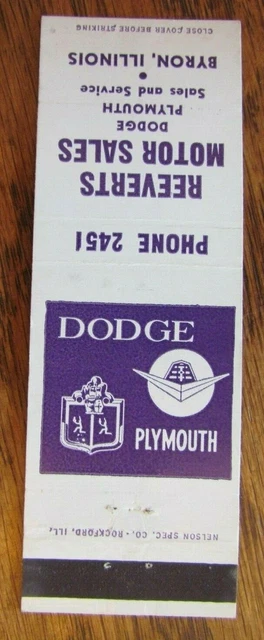 CLOSE COVER BEFORE STRIKING
BYRON, ILLINOIS
•
Sales and Service
PLYMOUTH
DODGE
MOTOR SALES
REEVERTS
PHONE 2451
DODGE
PLYMOUTH
NELSON SPEC. CO. · ROCKFORD, ILL.